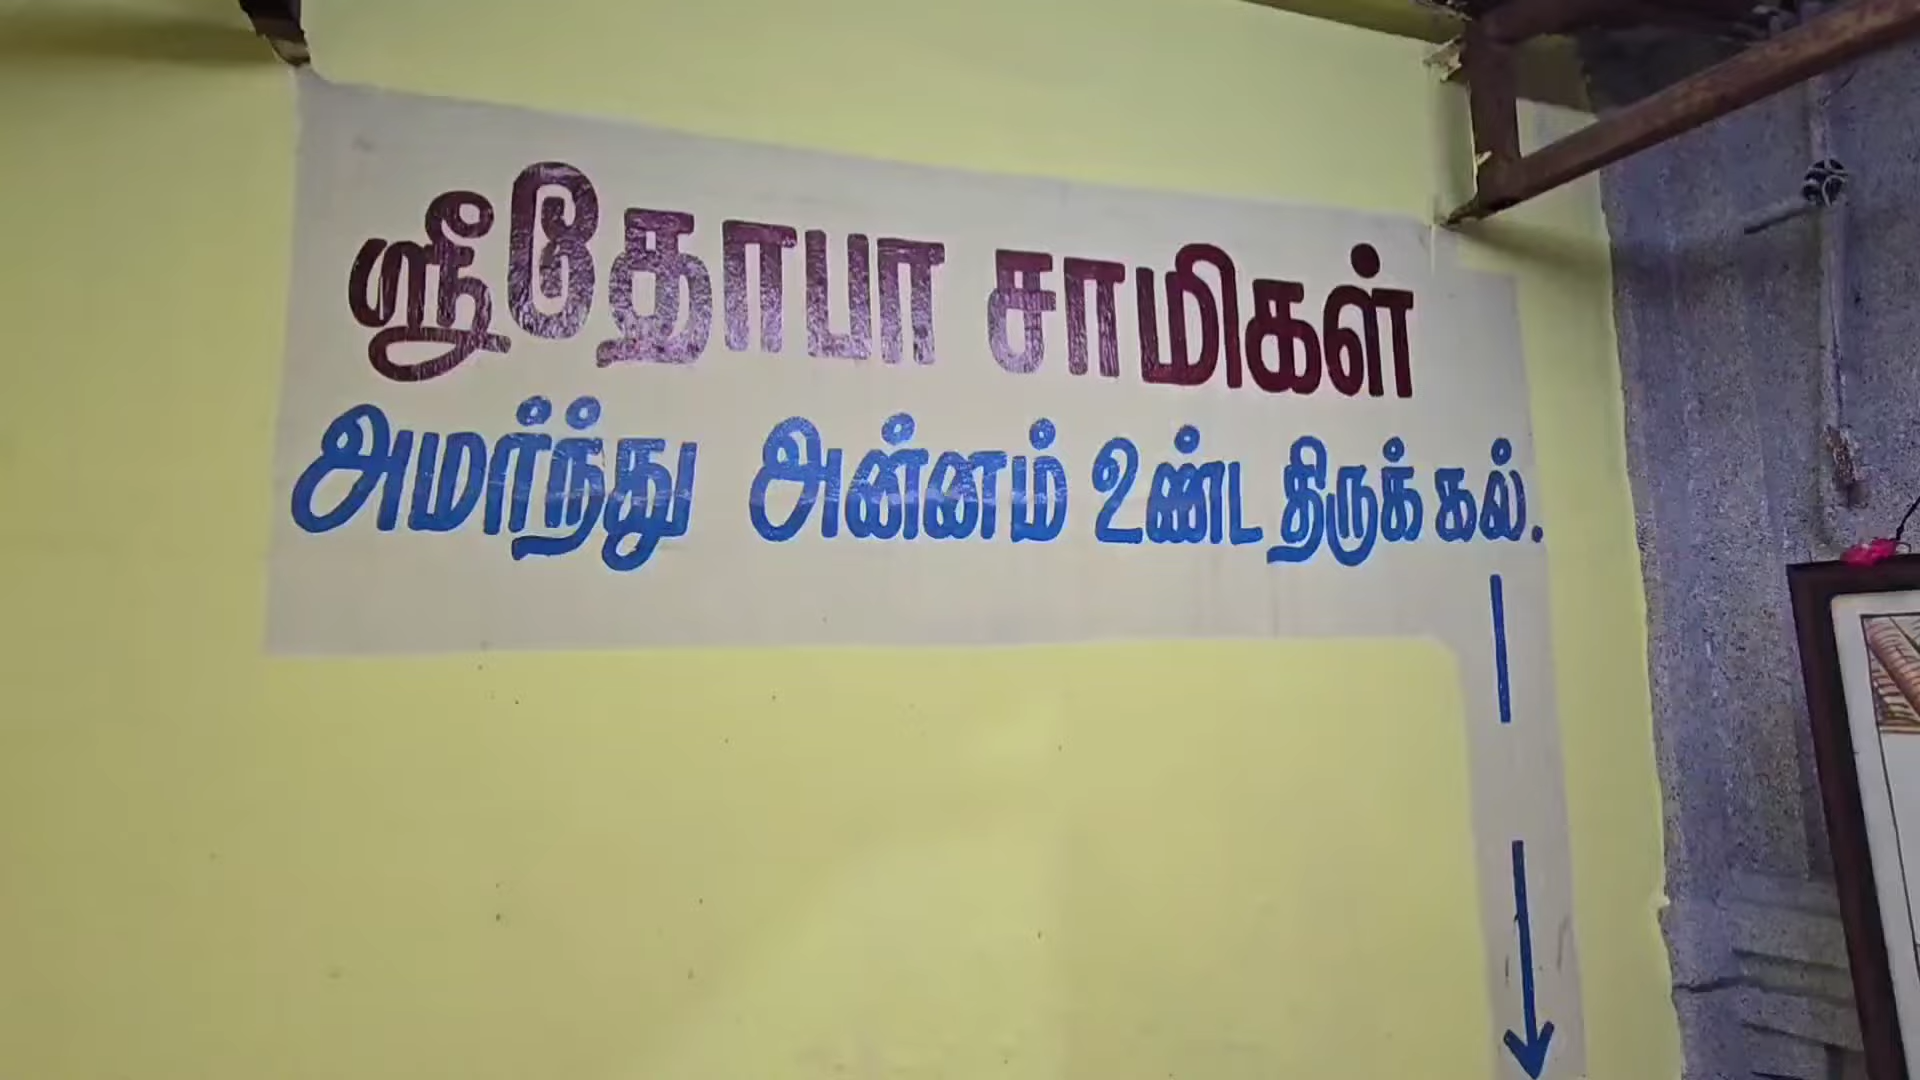 ஸ்ரீதோபா சாமிகள்
அமர்ந்து அன்னம் உண்ட திருக் கல்.